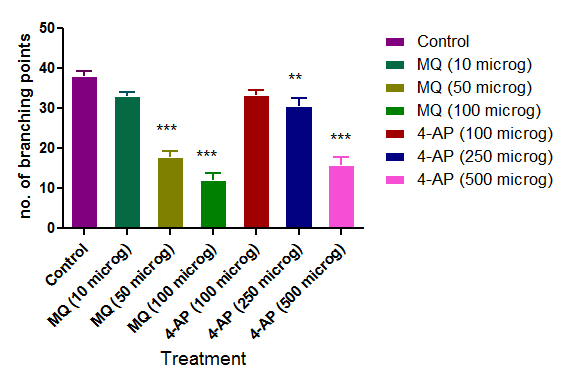 50
40
30
20
10
0
no. of branching points
***
***
**
***
Control
MQ (10 microg)
MQ (50 microg)
MQ (100 microg)
4-AP (100 microg)
4-AP (250 microg)
4-AP (500 microg)
Treatment
Control
MQ (10 microg)
MQ (50 microg)
MQ (100 microg)
4-AP (100 microg)
4-AP (250 microg)
4-AP (500 microg)